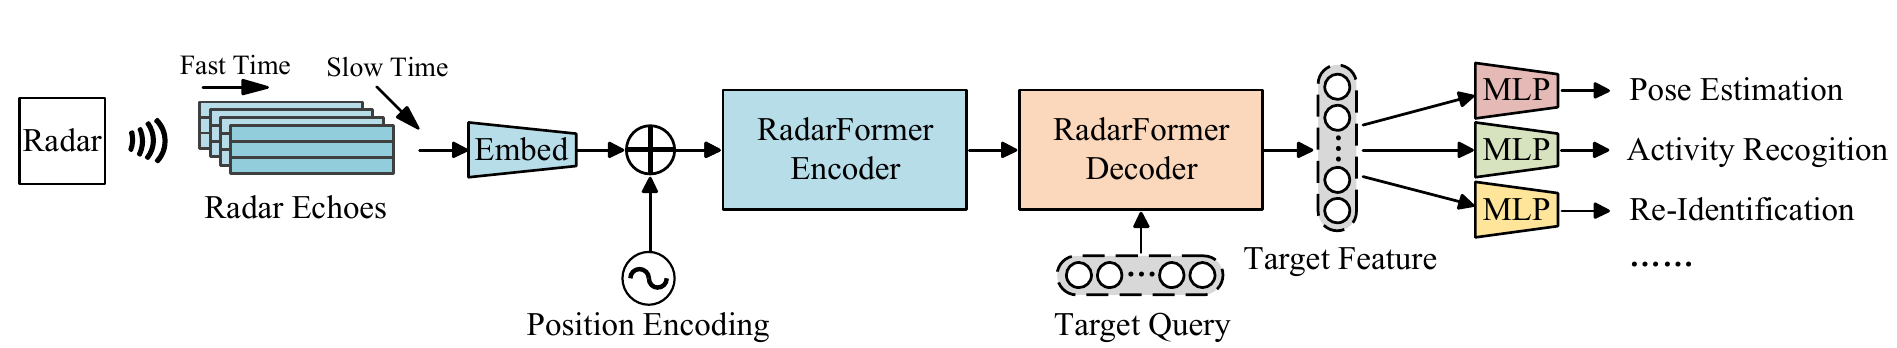 Fast Time
Slow Time
Radar
Radar Echoes
Embed
Position Encoding
RadarFormer
Encoder
RadarFormer
Decoder
Target Query
Target Feature
MLP
Pose Estimation
MLP
Activity Recogition
MLP
Re-Identification
......